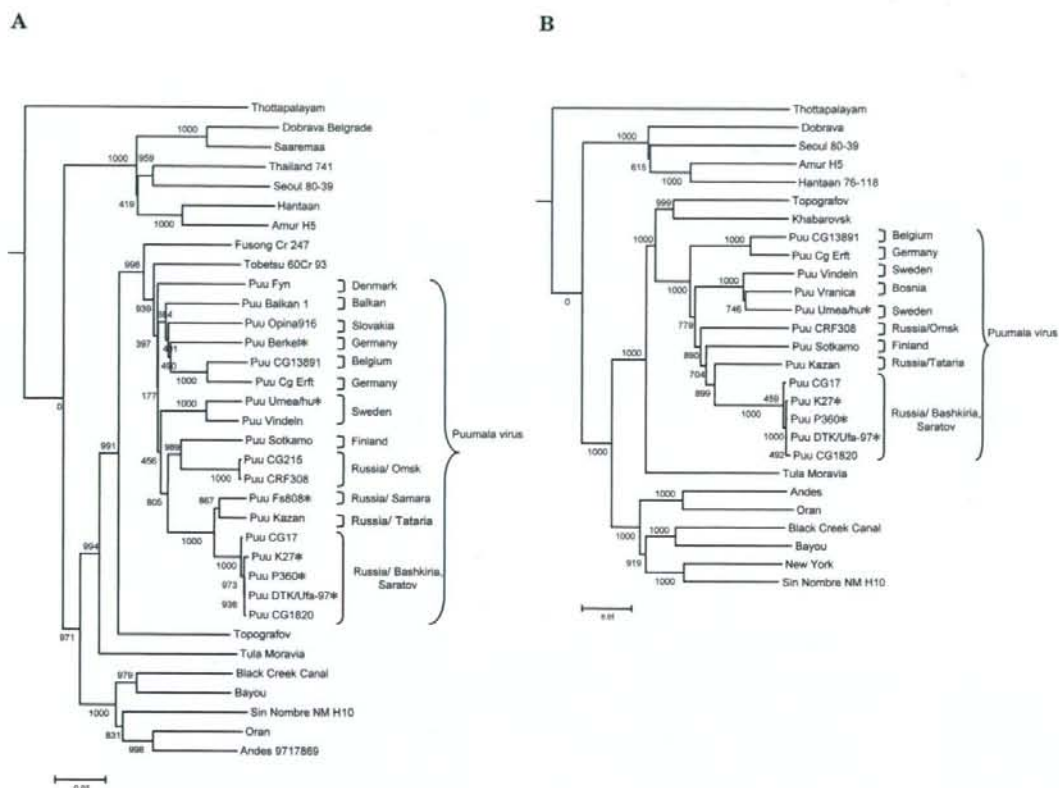 A
Thottapalayam
1000
Dobrava Belgrade
Saaremaa
1000
959
Thailand 741
Seoul 80-39
419
Hantaan
1000
Amur H5
Fusong Cr 247
996
Tobetsu 60Cr 93
939
Puu Fyn
Denmark
Puu Balkan 1
Balkan
397
Puu Opina916
Slovakia
Puu Berkel*
Germany
490
Puu CG13891
Belgium
1000
Puu Cg Erft
Germany
177
Puu Umea/hu*
1000
Sweden
Puu Vindeln
0
456
989
Puu Sotkamo
Finland
991
Puu CG215
Russia/ Omsk
1000
Puu CRF308
805
867
Puu Fs808*
Russia/ Samara
Puu Kazan
Russia/ Tataria
1000
Puu CG17
994
1000
Puu K27*
973
Puu P360*
Russia/ Bashkiria,
Saratov
936
Puu DTK/Ufa-97*
Puu CG1820
Puumala virus
971
Topografov
Tula Moravia
979
Black Creek Canal
Bayou
1000
Sin Nombre NM H10
831
Oran
998
Andes 9717869
B
Thottapalayam
1000
Dobrava
Seoul 80-39
615
Amur H5
1000
Hantaan 76-118
999
Topografov
Khabarovsk
1000
1000
Puu CG13891
Belgium
Puu Cg Erft
Germany
1000
1000
Puu Vindeln
Sweden
Puu Vranica
Bosnia
0
746
Puu Umea/hu*
Sweden
779
Puu CRF308
Russia/Omsk
890
Puu Sotkamo
Finland
1000
704
Puu Kazan
Russia/Tataria
899
Puu CG17
459
1000
Puu K27*
Puu P360*
Russia/ Bashkiria,
Saratov
1000
Puu DTK/Ufa-97*
492
Puu CG1820
Puumala virus
1000
Tula Moravia
1000
Andes
Oran
1000
1000
Black Creek Canal
Bayou
919
New York
1000
Sin Nombre NM H10